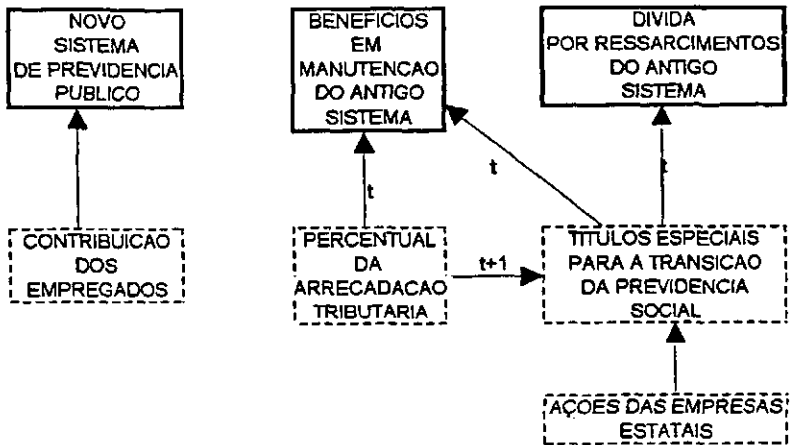 NOVO
SISTEMA
DE PREVIDENCIA
PUBLICO
BENEFICIOS
EM
MANUTENCAO
DO ANTIGO
SISTEMA
DIVIDA
POR RESSARCIMENTOS
DO ANTIGO
SISTEMA
t
t
t
CONTRIBUICAO
DOS
EMPREGADOS
PERCENTUAL
DA
ARRECADACAO
TRIBUTARIA
t+1
TITULOS ESPECIAIS
PARA A TRANSICAO
DA PREVIDENCIA
SOCIAL
AÇOES DAS EMPRESAS
ESTATAIS